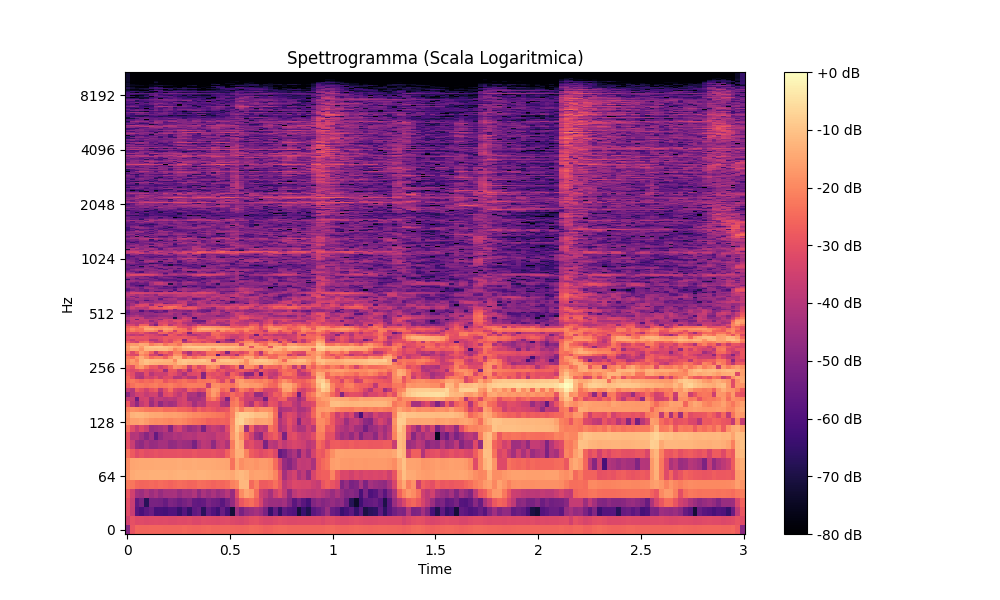 Spettrogramma (Scala Logaritmica)
Hz
8192
4096
2048
1024
512
256
128
64
0
0
0.5
1
1.5
2
2.5
3
Time
+0 dB
-10 dB
-20 dB
-30 dB
-40 dB
-50 dB
-60 dB
-70 dB
-80 dB